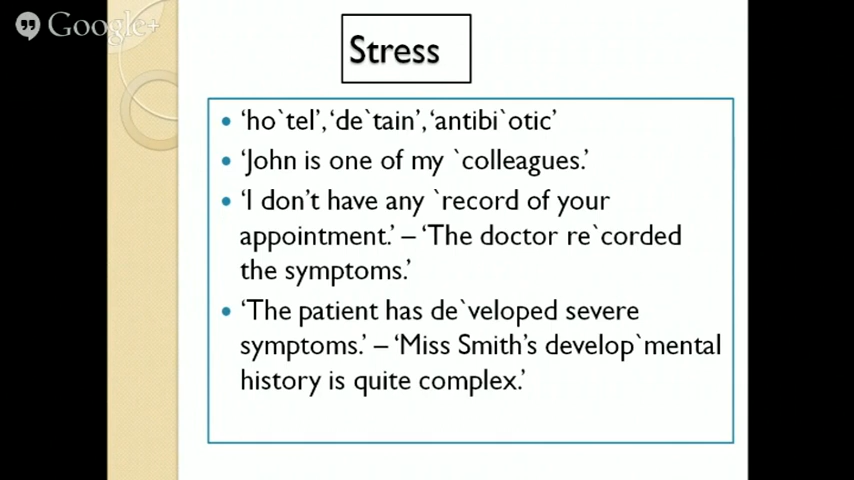 Google+
Stress
‘ho`tel’, ‘de`tain’, ‘antibi`otic’
‘John is one of my `colleagues.’
‘I don’t have any `record of your
appointment.’ – ‘The doctor re`corded
the symptoms.’
‘The patient has de`veloped severe
symptoms.’ – ‘Miss Smith’s develop`mental
history is quite complex.’